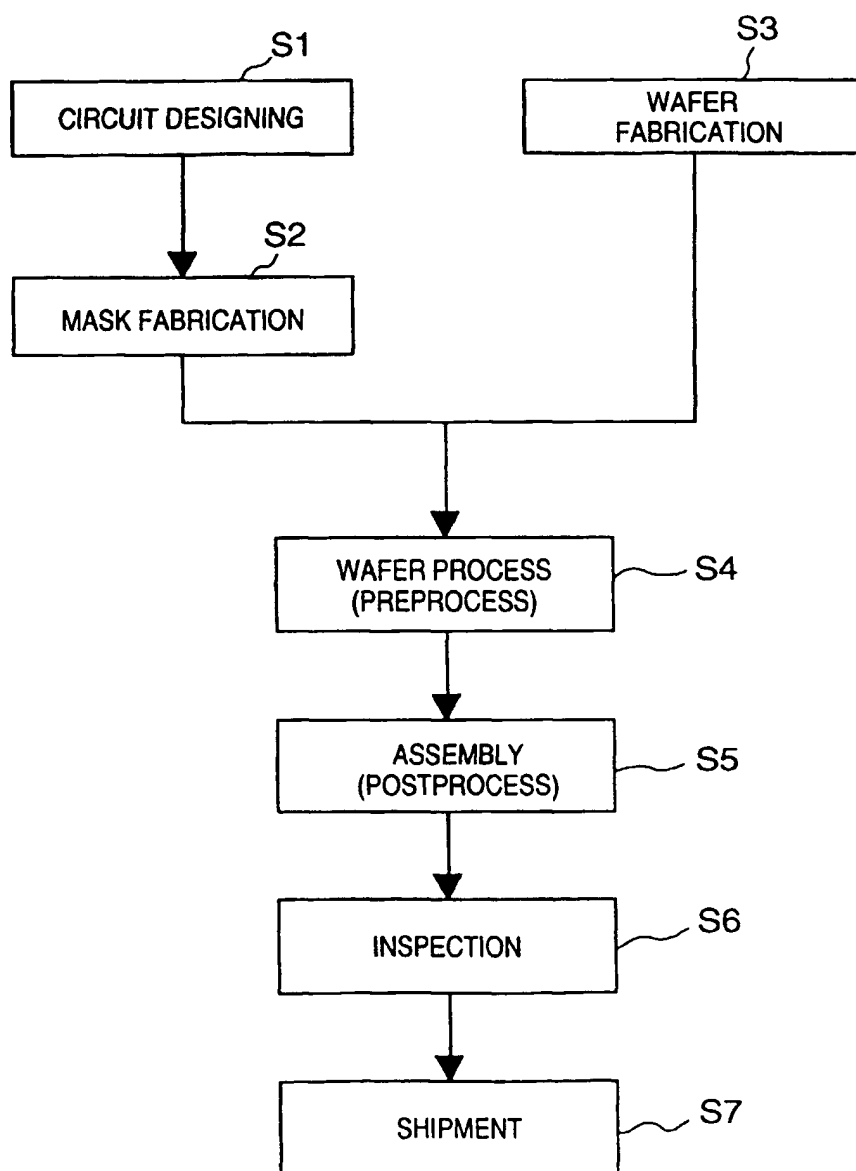 S1
CIRCUIT DESIGNING
S3
WAFER
FABRICATION
S2
MASK FABRICATION
WAFER PROCESS
(PREPROCESS)
S4
ASSEMBLY
(POSTPROCESS)
S5
INSPECTION
S6
SHIPMENT
S7